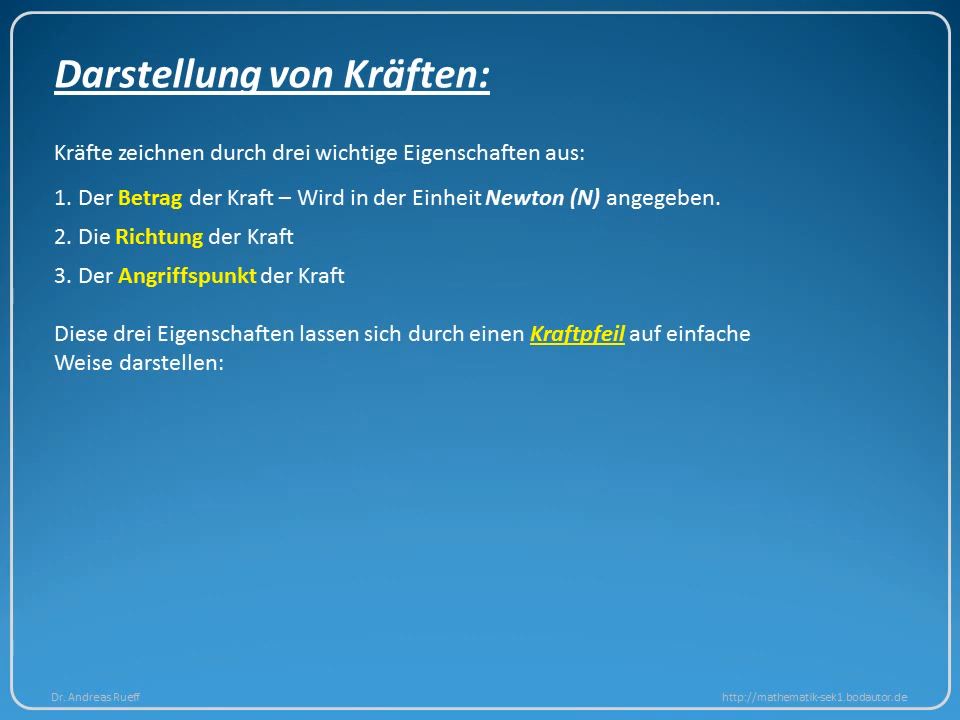 Darstellung von Kräften:
Kräfte zeichnen durch drei wichtige Eigenschaften aus:
1. Der Betrag der Kraft – Wird in der Einheit Newton (N) angegeben.
2. Die Richtung der Kraft
3. Der Angriffspunkt der Kraft
Diese drei Eigenschaften lassen sich durch einen Kraftpfeil auf einfache
Weise darstellen:
Dr. Andreas Rueff
http://mathematik-sek1.bodautor.de